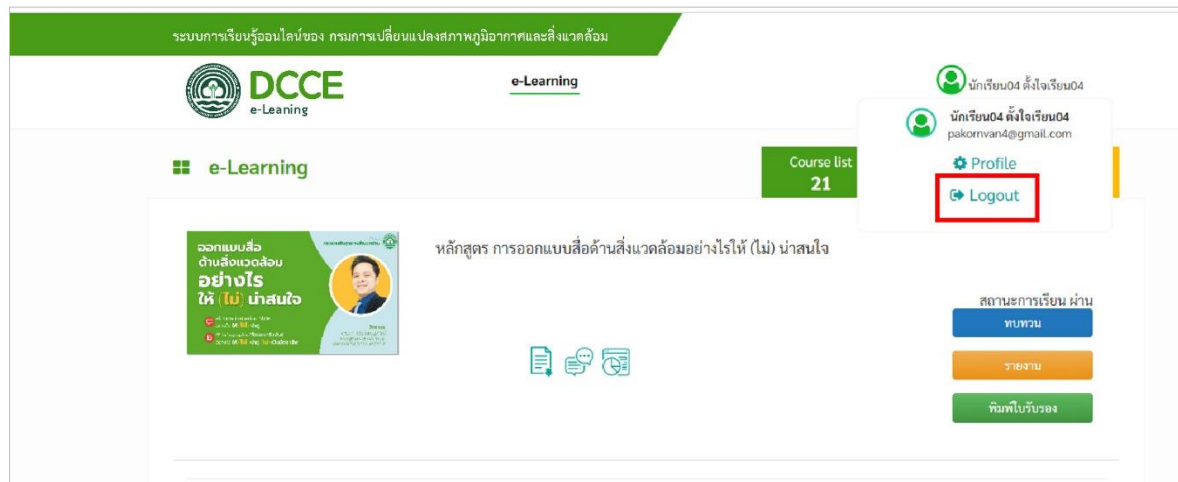 ระบบการเรียนรู้ออนไลน์ของ กรมการเปลี่ยนแปลงสภาพภูมิอากาศและสิ่งแวดล้อม
DCCE
e-Leaning
e-Learning
นักเรียน04 ตั้งใจเรียน04
นักเรียน04 ตั้งใจเรียน04
pakornvan4@gmail.com
Profile
Logout
e-Learning
Course list
21
ออกแบบสื่อ
ด้านสิ่งแวดล้อม
อย่างไร
ให้ (ไม่) น่าสนใจ
หลักสูตร การออกแบบสื่อด้านสิ่งแวดล้อมอย่างไรให้ (ไม่) น่าสนใจ
สถานะการเรียน ผ่าน
ทบทวน
รายงาน
พิมพ์ใบรับรอง